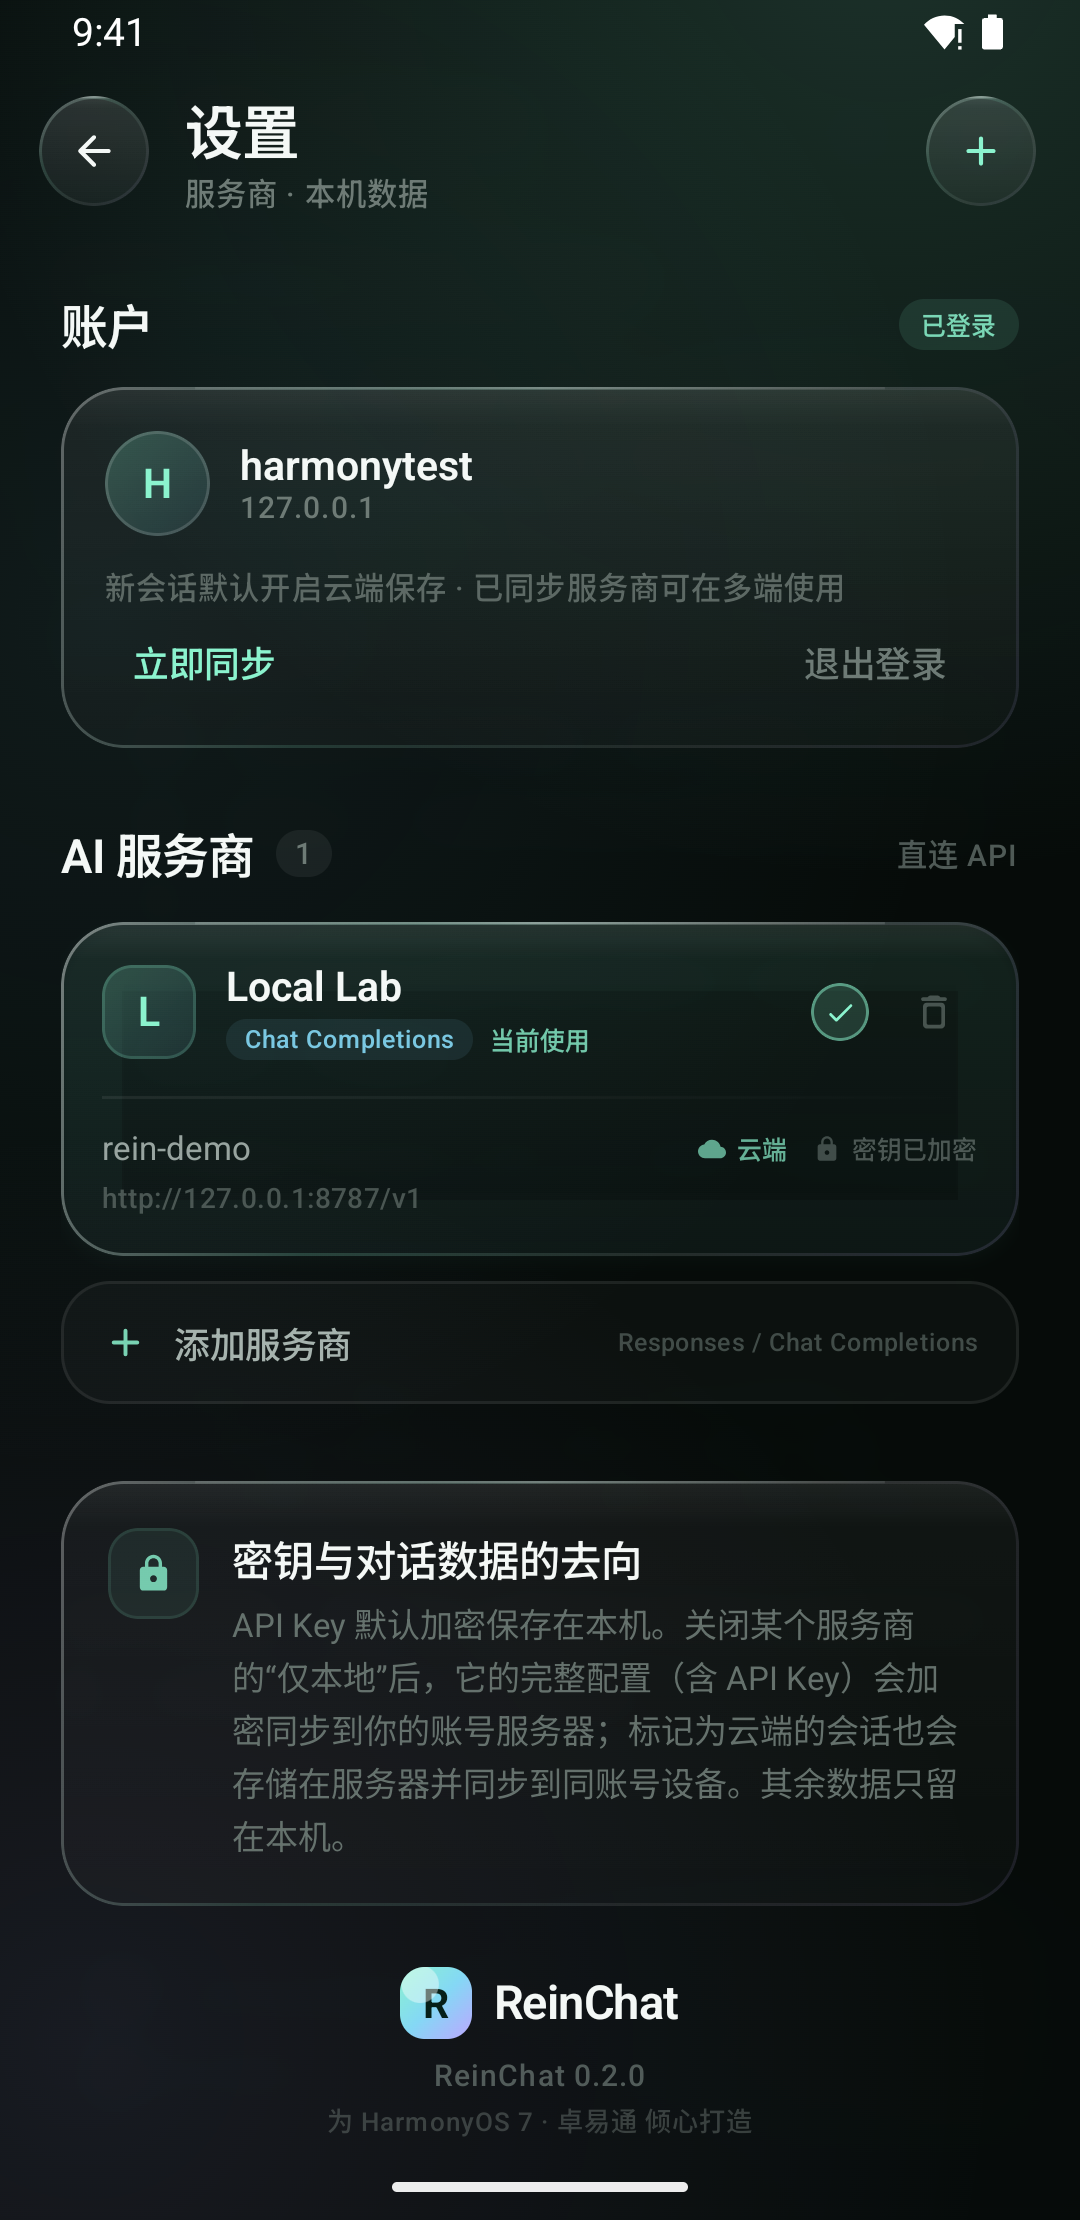 9:41
设置
服务商 · 本机数据
账户
已登录
H
harmonytest
127.0.0.1
新会话默认开启云端保存 · 已同步服务商可在多端使用
立即同步
退出登录
AI 服务商
1
直连 API
L
Local Lab
Chat Completions
当前使用
rein-demo
云端
密钥已加密
http://127.0.0.1:8787/v1
添加服务商
Responses / Chat Completions
密钥与对话数据的去向
API Key 默认加密保存在本机。关闭某个服务商
的“仅本地”后，它的完整配置（含 API Key）会加
密同步到你的账号服务器；标记为云端的会话也会
存储在服务器并同步到同账号设备。其余数据只留
在本机。
R
ReinChat
ReinChat 0.2.0
为 HarmonyOS 7 · 卓易通 倾心打造